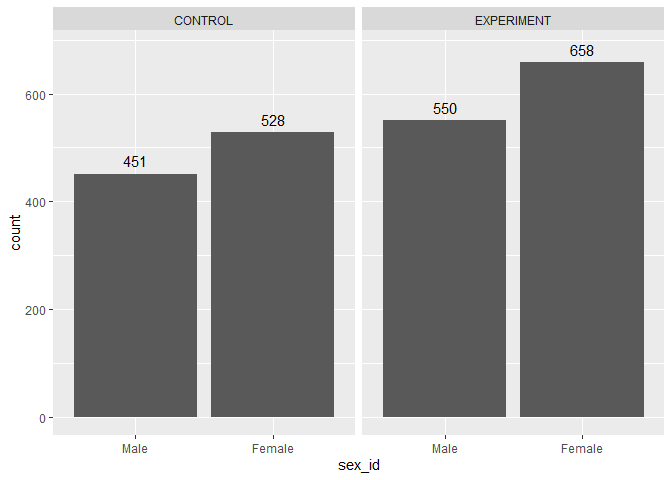 CONTROL
EXPERIMENT
658
550
528
451
600
400
200
0
count
Male
Female
Male
Female
sex_id